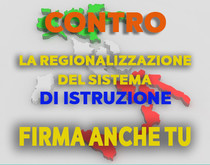 CONTRO
LA REGIONALIZZAZIONE
DEL SISTEMA
DI ISTRUZIONE
FIRMA ANCHE TU